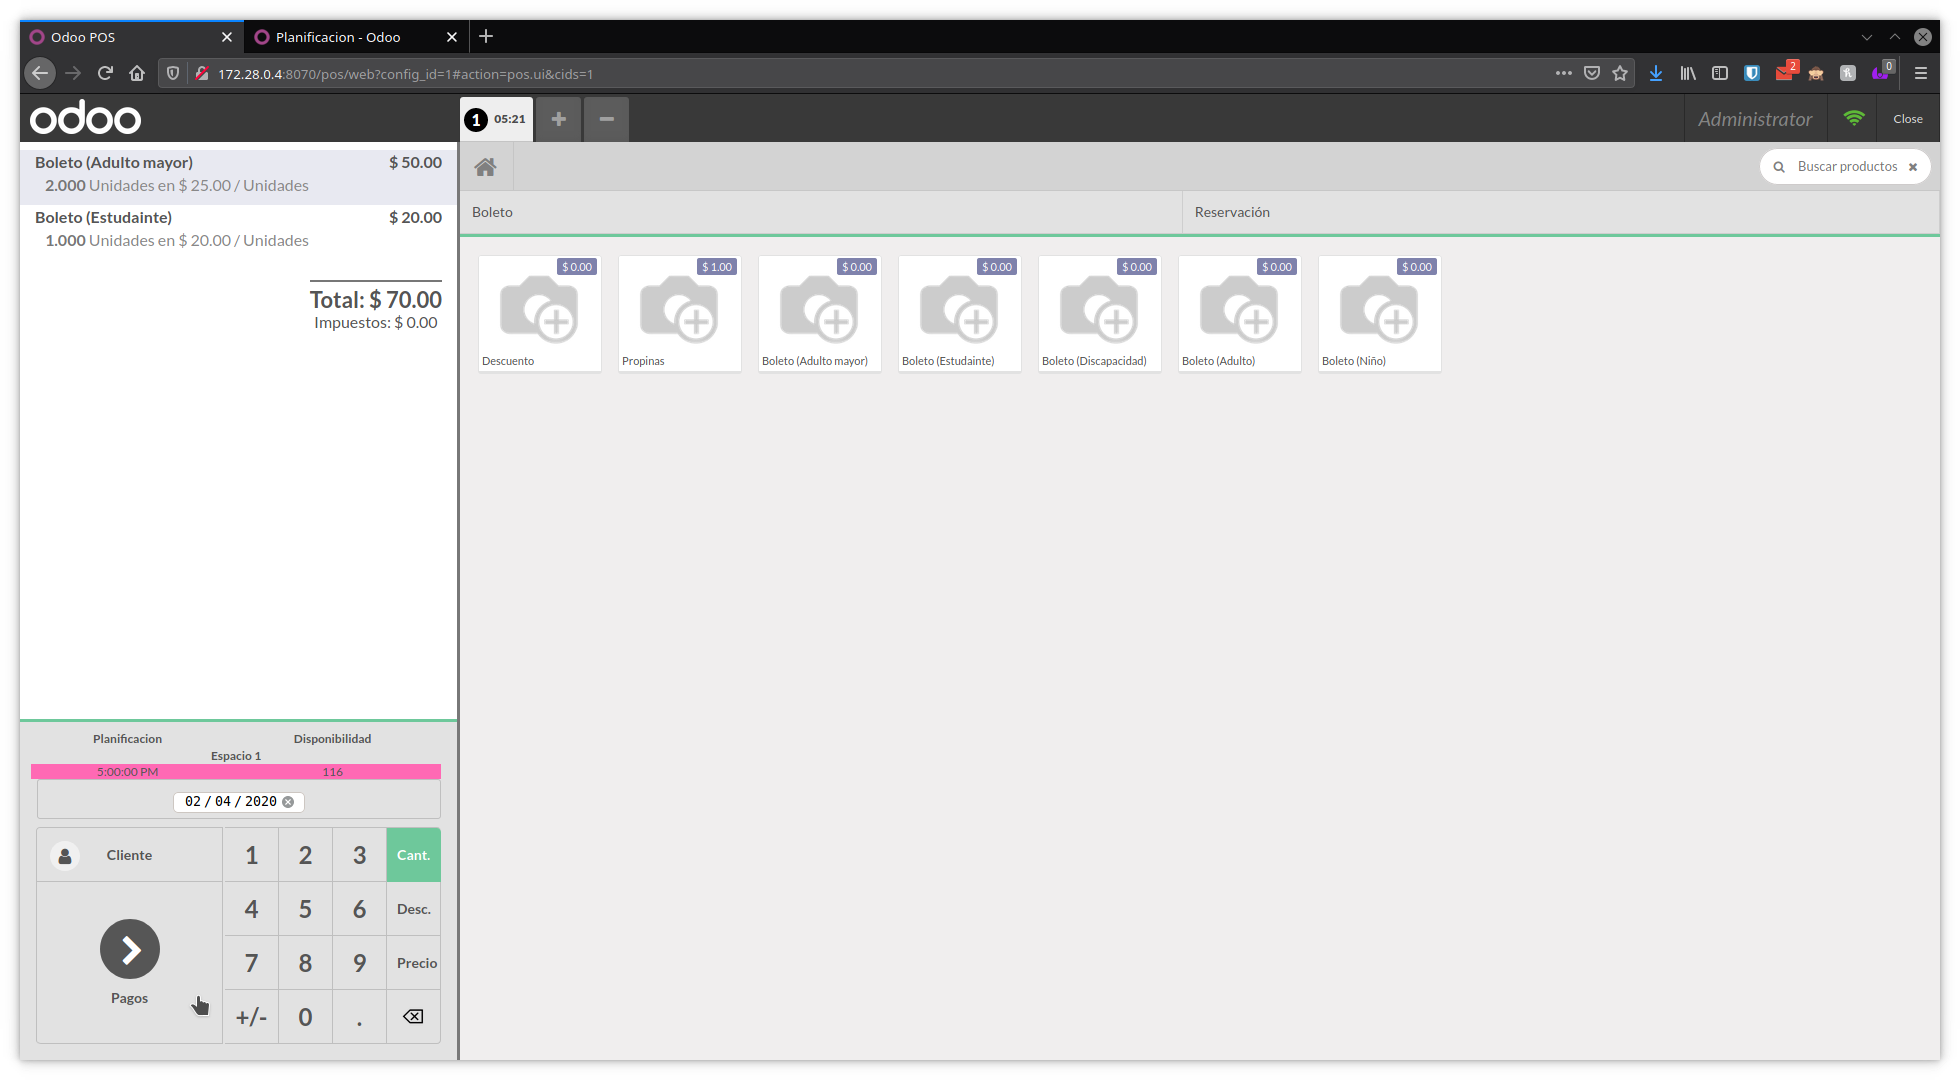 Odoo POS
Planificacion - Odoo
172.28.0.4:8070/pos/web?config_id=1#action=pos.ui&cids=1
2
0
odoo
1 05:21
Administrator
Close
Boleto (Adulto mayor) $ 50.00
2.000 Unidades en $ 25.00 / Unidades
Boleto (Estudainte) $ 20.00
1.000 Unidades en $ 20.00 / Unidades
Total: $ 70.00
Impuestos: $ 0.00
Buscar productos
Boleto
Reservación
$ 0.00
Descuento
$ 1.00
Propinas
$ 0.00
Boleto (Adulto mayor)
$ 0.00
Boleto (Estudainte)
$ 0.00
Boleto (Discapacidad)
$ 0.00
Boleto (Adulto)
$ 0.00
Boleto (Niño)
Planificacion Disponibilidad
Espacio 1
5:00:00 PM 116
02 / 04 / 2020
Cliente
Pagos
1 2 3 Cant.
4 5 6 Desc.
7 8 9 Precio
+/- 0 .